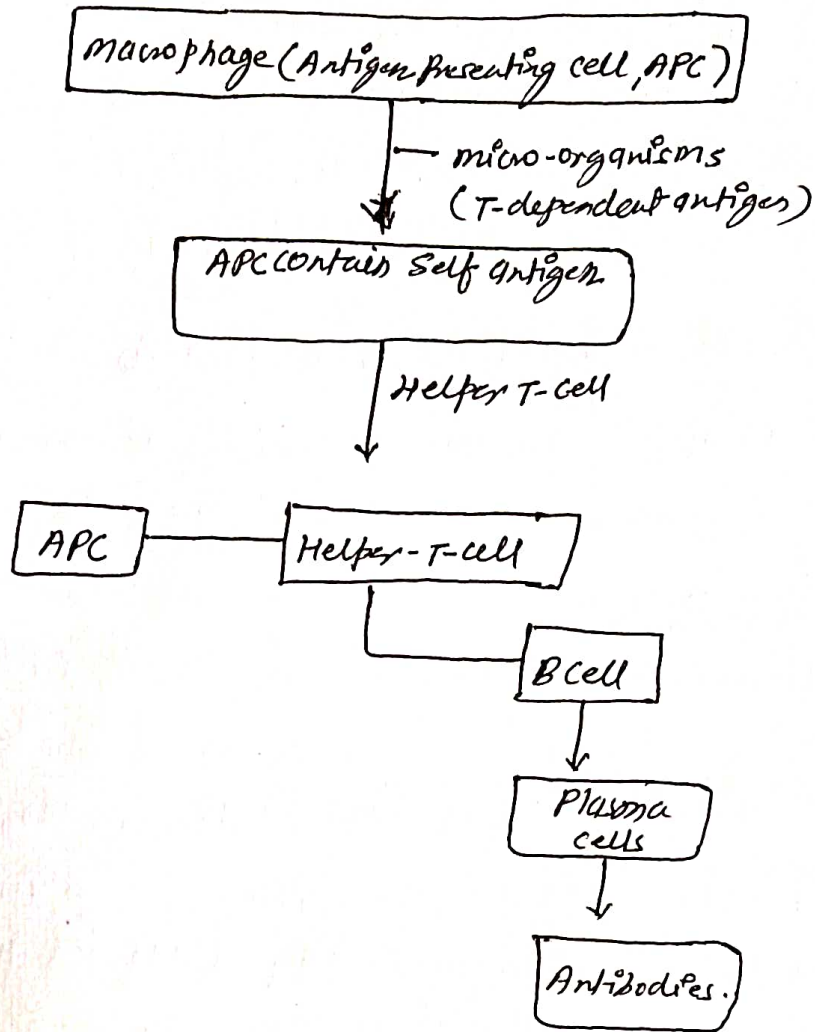 Macrophage (Antigen Presenting cell, APC)
micro-organisms
(T-dependent antigen)
APC contain Self antigen
Helper T-cell
APC
Helper-T-cell
B Cell
Plasma
cells
Antibodies.